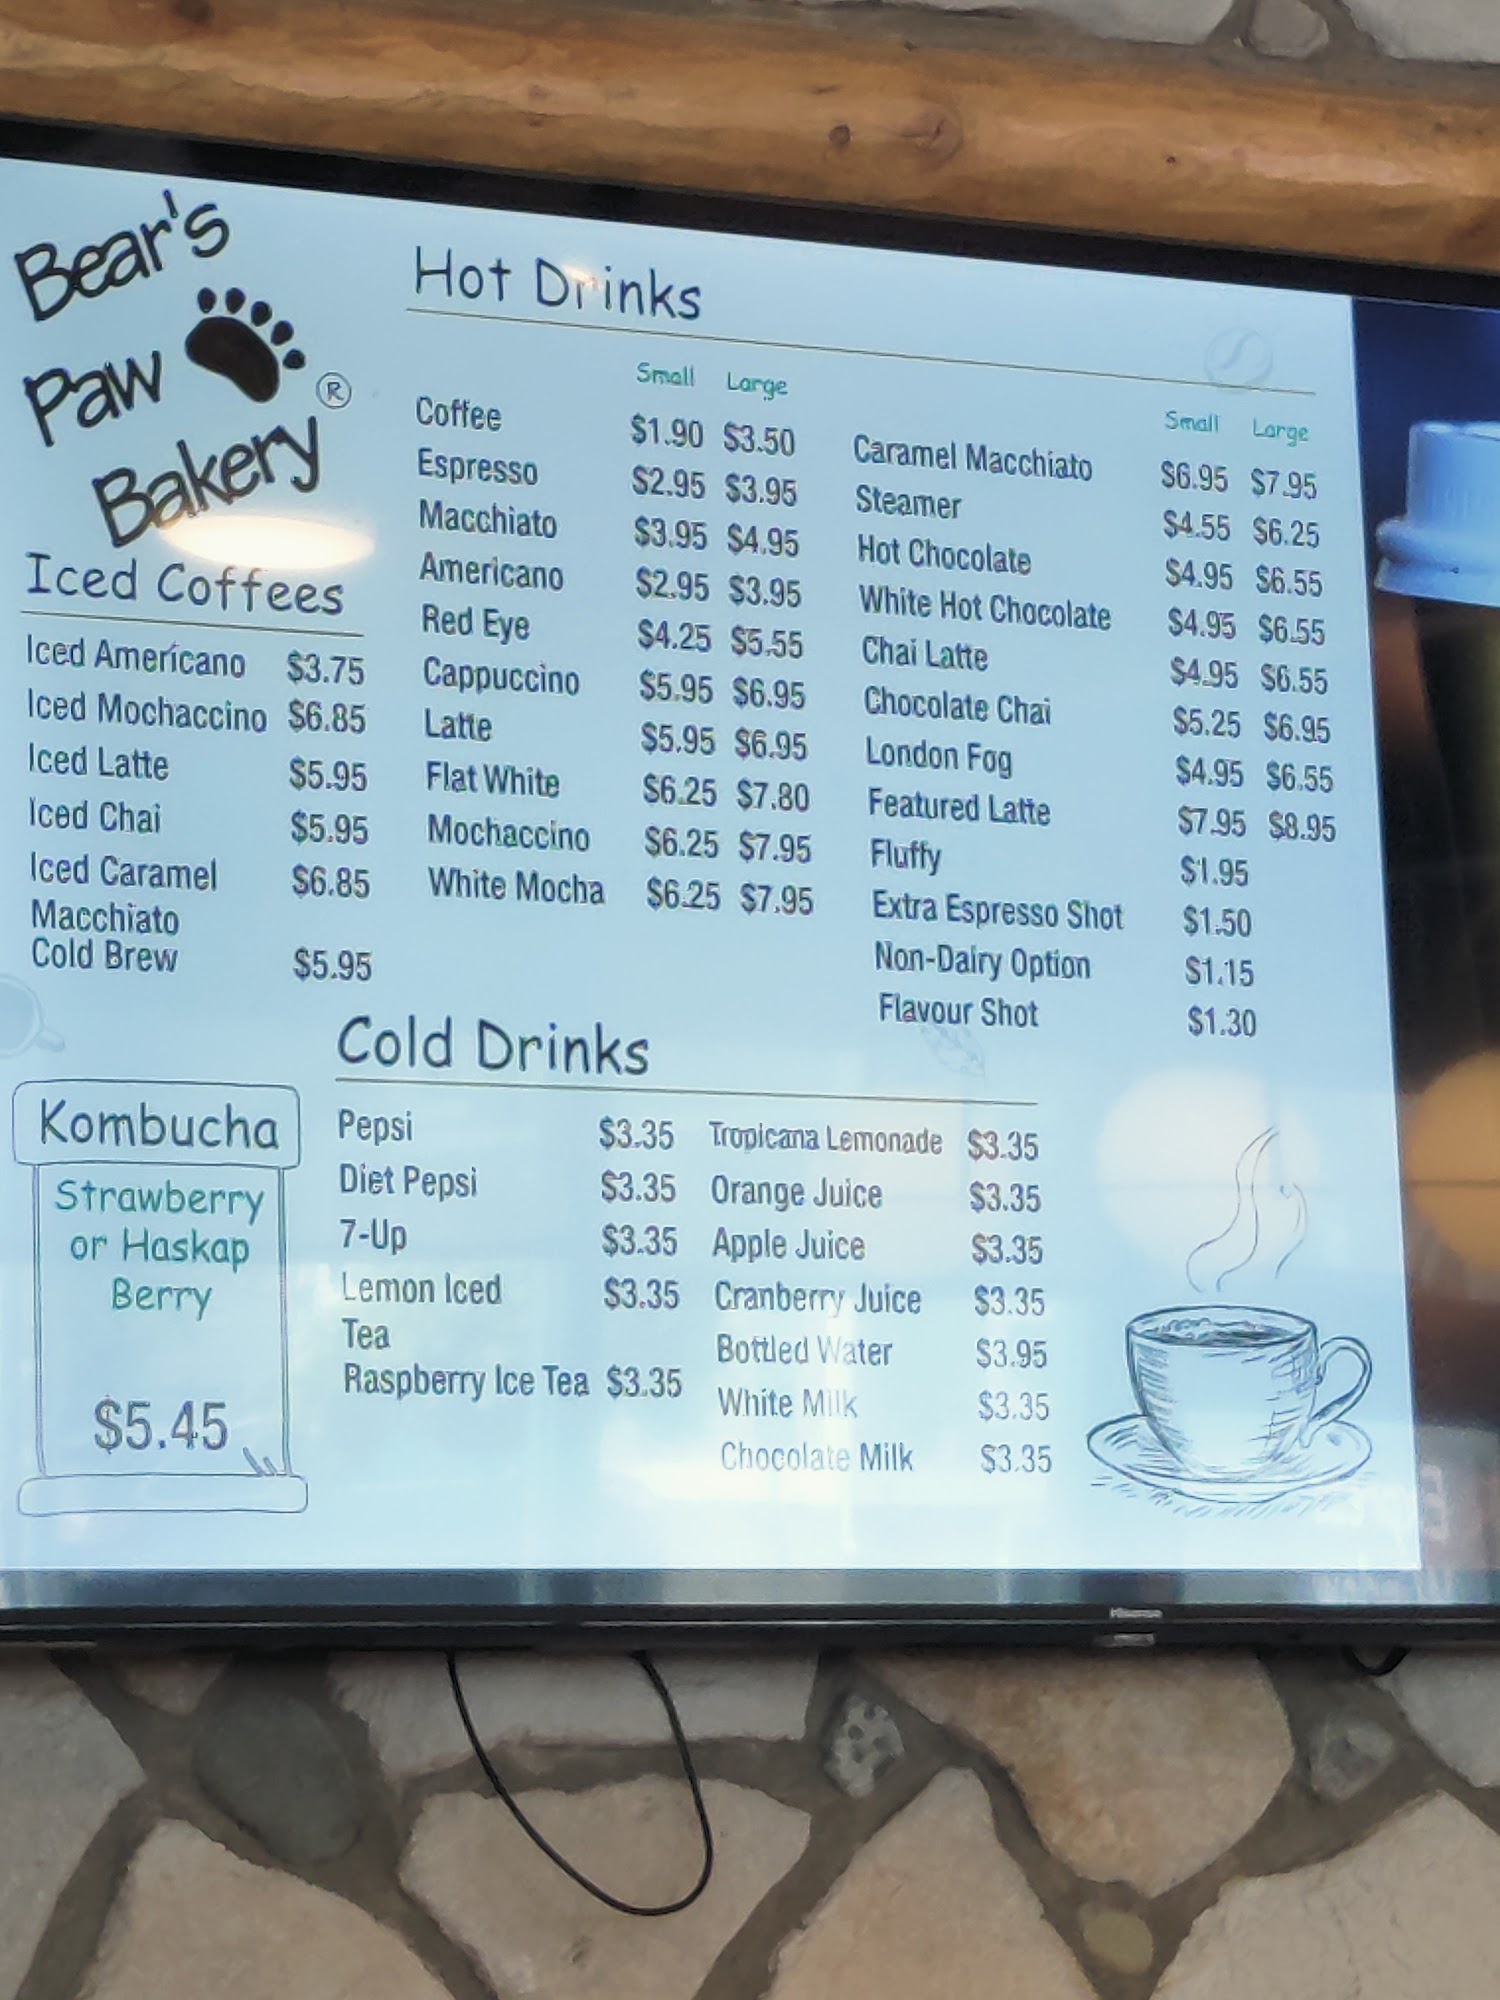 Bear's
Paw ®
Bakery
Iced Coffees
Iced Americano $3.75
Iced Mochaccino $6.85
Iced Latte $5.95
Iced Chai $5.95
Iced Caramel $6.85
Macchiato
Cold Brew $5.95
Hot Drinks
Small Large
Coffee $1.90 $3.50
Espresso $2.95 $3.95
Macchiato $3.95 $4.95
Americano $2.95 $3.95
Red Eye $4.25 $5.55
Cappuccino $5.95 $6.95
Latte $5.95 $6.95
Flat White $6.25 $7.80
Mochaccino $6.25 $7.95
White Mocha $6.25 $7.95
Small Large
Caramel Macchiato $6.95 $7.95
Steamer $4.55 $6.25
Hot Chocolate $4.95 $6.55
White Hot Chocolate $4.95 $6.55
Chai Latte $4.95 $6.55
Chocolate Chai $5.25 $6.95
London Fog $4.95 $6.55
Featured Latte $7.95 $8.95
Fluffy $1.95
Extra Espresso Shot $1.50
Non-Dairy Option $1.15
Flavour Shot $1.30
Kombucha
Strawberry
or Haskap
Berry
$5.45
Cold Drinks
Pepsi $3.35
Diet Pepsi $3.35
7-Up $3.35
Lemon Iced $3.35
Tea
Raspberry Ice Tea $3.35
Tropicana Lemonade $3.35
Orange Juice $3.35
Apple Juice $3.35
Cranberry Juice $3.35
Bottled Water $3.95
White Milk $3.35
Chocolate Milk $3.35
Hisense